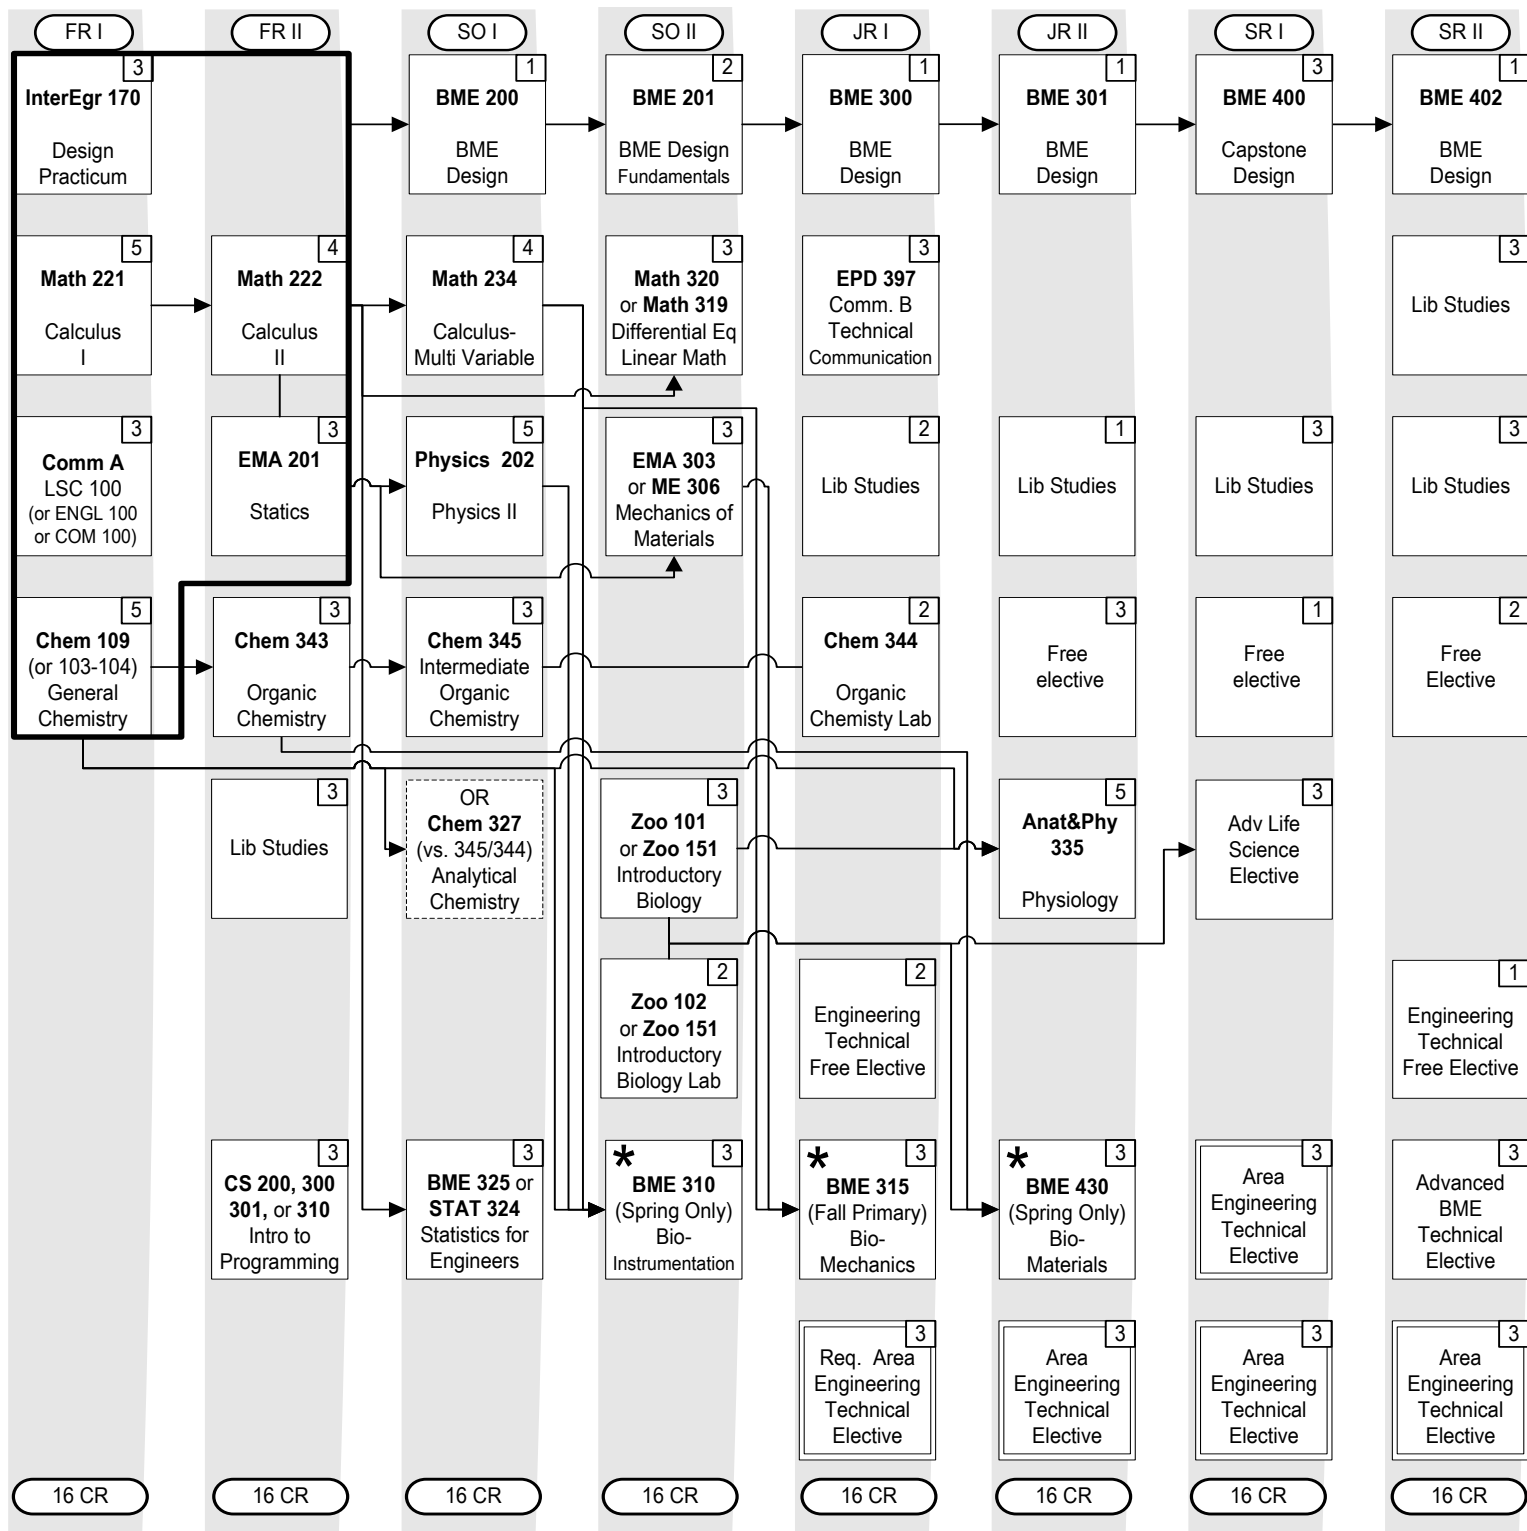 FR I
FR II
SO I
SO II
JR I
JR II
SR I
SR II
3
InterEgr 170
Design
Practicum
1
BME 200
BME
Design
2
BME 201
BME Design
Fundamentals
1
BME 300
BME
Design
1
BME 301
BME
Design
3
BME 400
Capstone
Design
1
BME 402
BME
Design
5
Math 221
Calculus
I
4
Math 222
Calculus
II
4
Math 234
Calculus-
Multi Variable
3
Math 320
or Math 319
Differential Eq
Linear Math
3
EPD 397
Comm. B
Technical
Communication
3
Lib Studies
3
Comm A
LSC 100
(or ENGL 100
or COM 100)
3
EMA 201
Statics
5
Physics 202
Physics II
3
EMA 303
or ME 306
Mechanics of
Materials
2
Lib Studies
1
Lib Studies
3
Lib Studies
3
Lib Studies
5
Chem 109
(or 103-104)
General
Chemistry
3
Chem 343
Organic
Chemistry
3
Chem 345
Intermediate
Organic
Chemistry
2
Chem 344
Organic
Chemisty Lab
3
Free
elective
1
Free
elective
2
Free
Elective
3
Lib Studies
OR
Chem 327
(vs. 345/344)
Analytical
Chemistry
3
Zoo 101
or Zoo 151
Introductory
Biology
5
Anat&Phy
335
Physiology
3
Adv Life
Science
Elective
2
Zoo 102
or Zoo 151
Introductory
Biology Lab
2
Engineering
Technical
Free Elective
1
Engineering
Technical
Free Elective
3
CS 200, 300
301, or 310
Intro to
Programming
3
BME 325 or
STAT 324
Statistics for
Engineers
* 3
BME 310
(Spring Only)
Bio-
Instrumentation
* 3
BME 315
(Fall Primary)
Bio-
Mechanics
* 3
BME 430
(Spring Only)
Bio-
Materials
3
Area
Engineering
Technical
Elective
3
Advanced
BME
Technical
Elective
3
Req. Area
Engineering
Technical
Elective
3
Area
Engineering
Technical
Elective
3
Area
Engineering
Technical
Elective
3
Area
Engineering
Technical
Elective
16 CR
16 CR
16 CR
16 CR
16 CR
16 CR
16 CR
16 CR